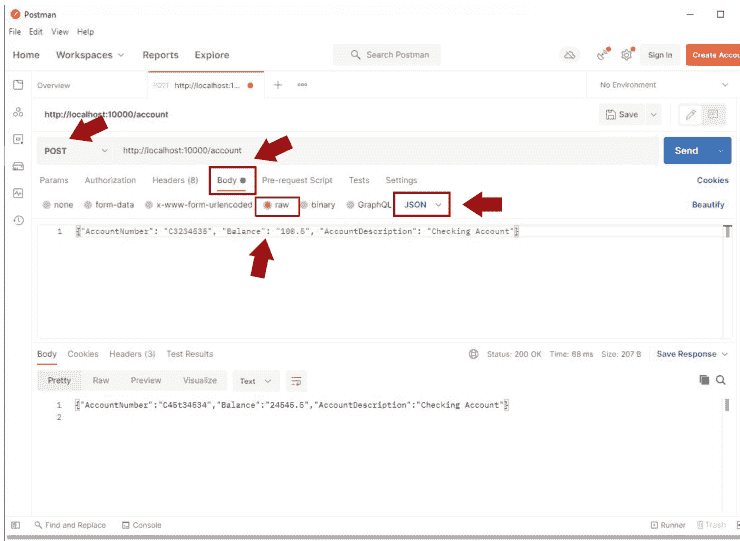 Postman
File Edit View Help
Home Workspaces Reports Explore Search Postman Sign In Create Accou
Overview POST http://localhost:1... No Environment
http://localhost:10000/account Save
POST http://localhost:10000/account Send
Params Authorization Headers (8) Body Pre-request Script Tests Settings Cookies
none form-data x-www-form-urlencoded raw binary GraphQL JSON Beautify
1 {"AccountNumber": "C3234535", "Balance": "108.5", "AccountDescription": "Checking Account"}
Body Cookies Headers (3) Test Results Status: 200 OK Time: 68 ms Size: 207 B Save Response
Pretty Raw Preview Visualize Text
1 {"AccountNumber":"C45t34534","Balance":"24545.5","AccountDescription":"Checking Account"}
2
Find and Replace Console Runner Trash